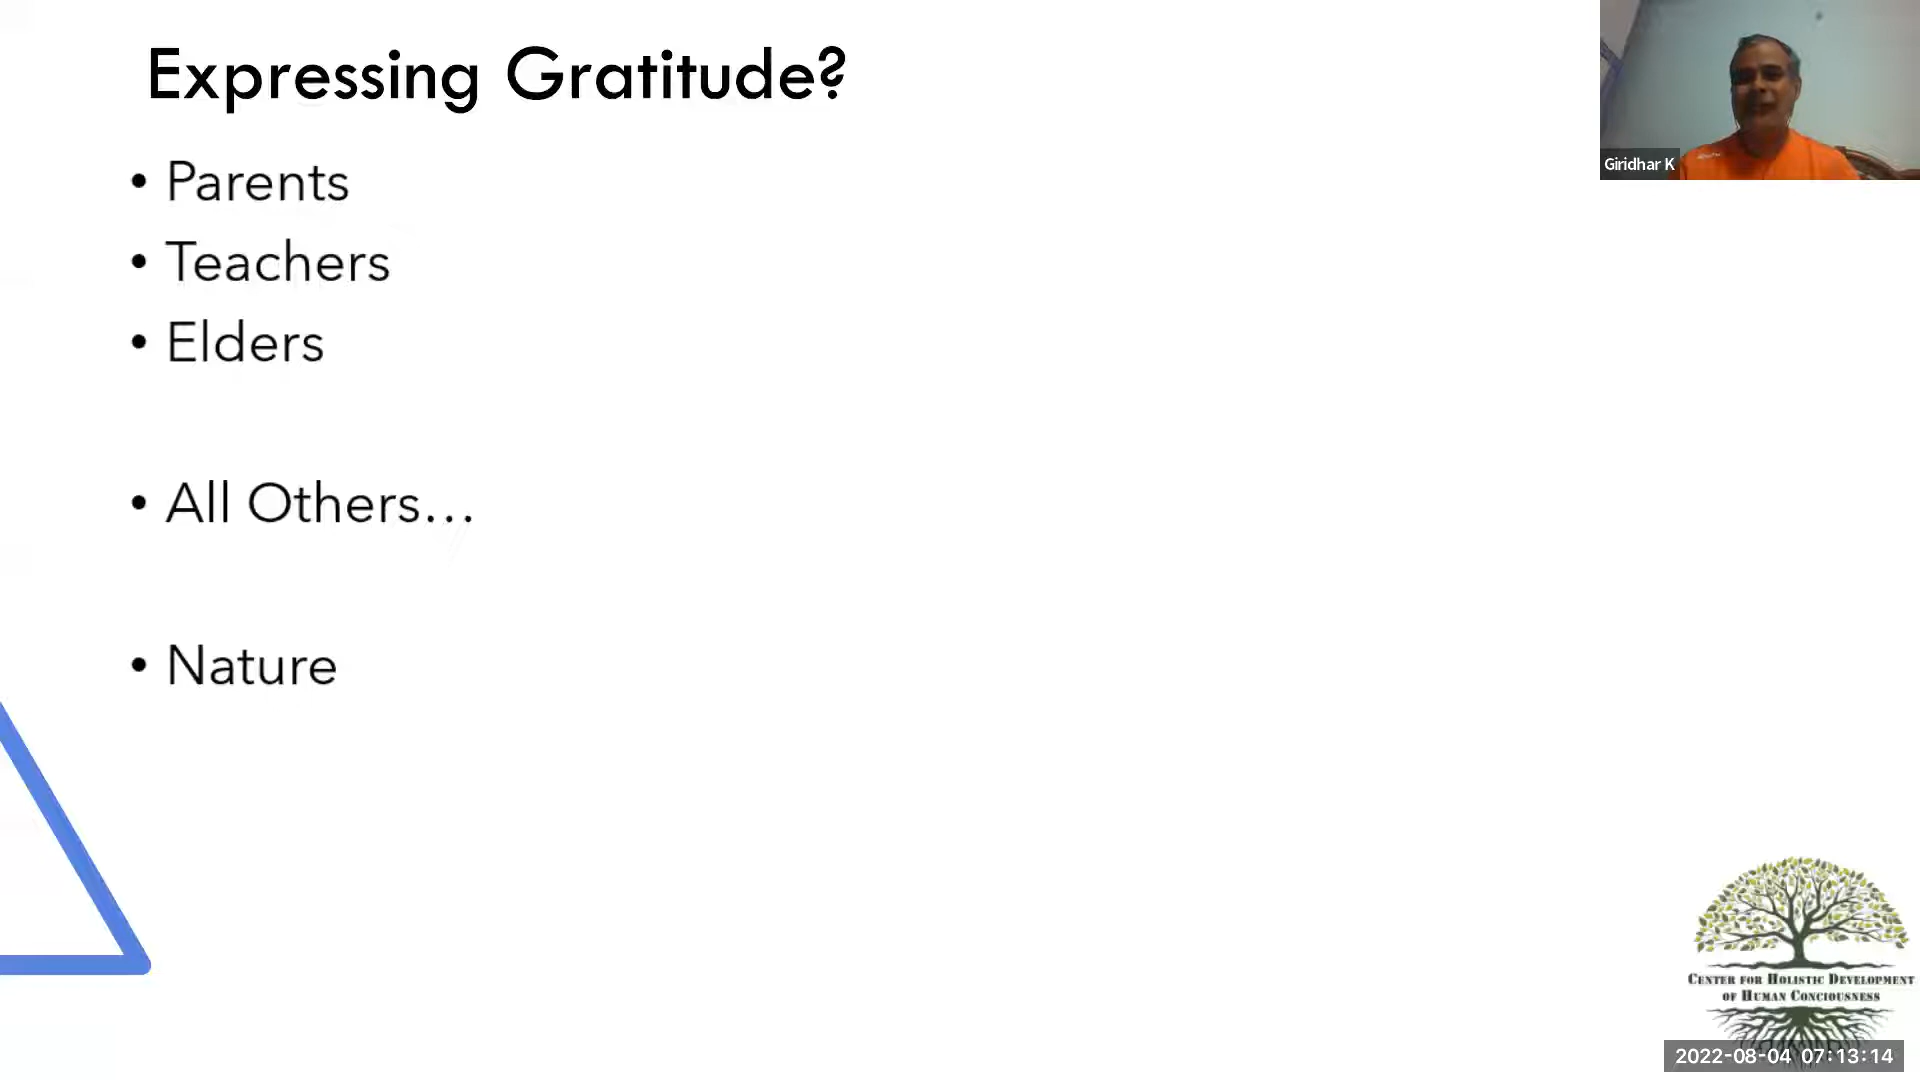 Expressing Gratitude?
• Parents
• Teachers
• Elders
• All Others...
• Nature
Giridhar K
CENTER FOR HOLISTIC DEVELOPMENT
OF HUMAN CONCIOUSNESS
2022-08-04 07:13:14